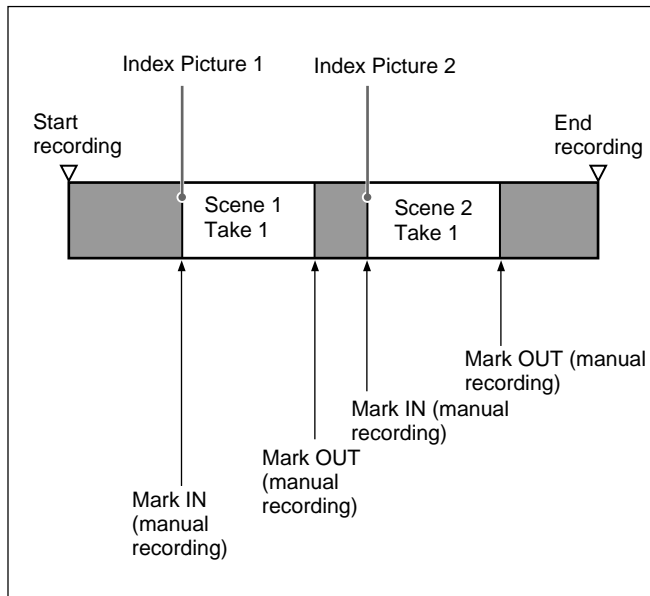 Index Picture 1
Index Picture 2
Start
recording
End
recording
Scene 1
Take 1
Scene 2
Take 1
Mark OUT (manual
recording)
Mark IN (manual
recording)
Mark OUT
(manual
recording)
Mark IN
(manual
recording)